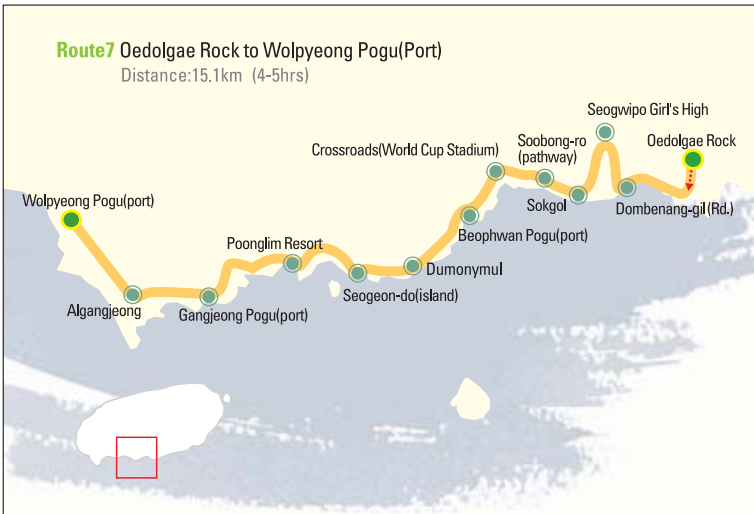 Route7 Oedolgae Rock to Wolpyeong Pogu(Port)
Distance:15.1km (4-5hrs)
Seogwipo Girl's High
Oedolgae Rock
Soobong-ro
(pathway)
Crossroads(World Cup Stadium)
Sokgol
Dombenang-gil(Rd.)
Wolpyeong Pogu(port)
Beophwan Pogu(port)
Poonglim Resort
Dumonymul
Seogeon-do(island)
Algangjeong
Gangjeong Pogu(port)